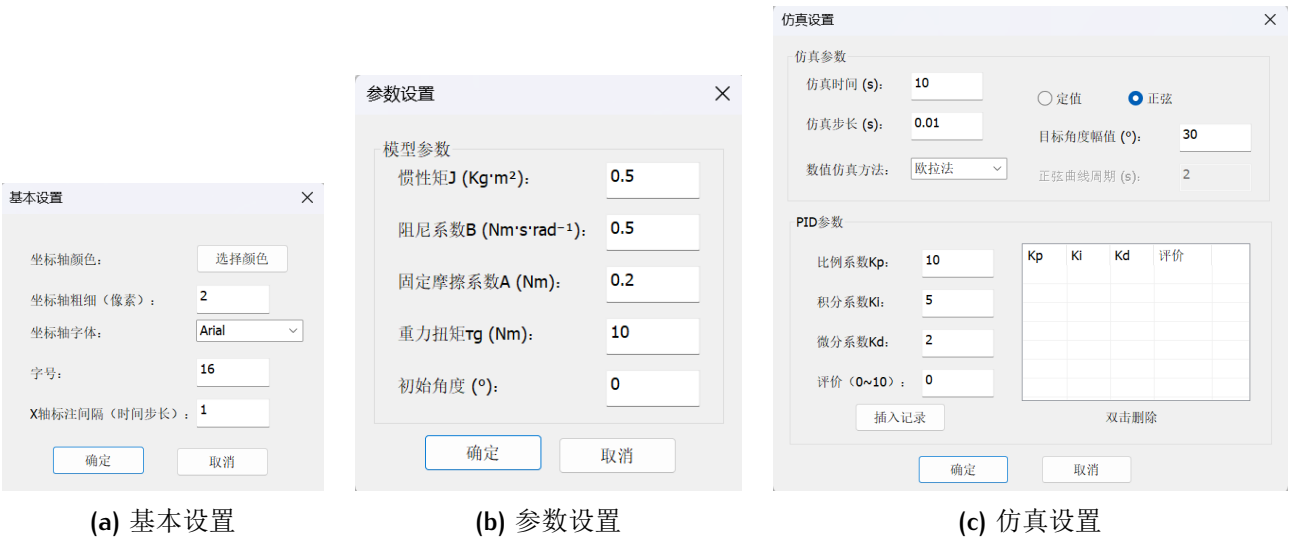 基本设置
坐标轴颜色：
选择颜色
坐标轴粗细（像素）：
2
坐标轴字体：
Arial
字号：
16
X轴标注间隔（时间步长）：
1
确定
取消
(a) 基本设置
参数设置
模型参数
惯性矩J (Kg·m²)：
0.5
阻尼系数B (Nm·s·rad⁻¹)：
0.5
固定摩擦系数A (Nm)：
0.2
重力扭矩τg (Nm)：
10
初始角度 (°)：
0
确定
取消
(b) 参数设置
仿真设置
仿真参数
仿真时间 (s)：
10
仿真步长 (s)：
0.01
数值仿真方法：
欧拉法
定值
正弦
目标角度幅值 (°)：
30
正弦曲线周期 (s)：
2
PID参数
比例系数Kp：
10
积分系数Ki：
5
微分系数Kd：
2
评价（0~10）：
0
插入记录
Kp Ki Kd 评价
双击删除
确定
取消
(c) 仿真设置